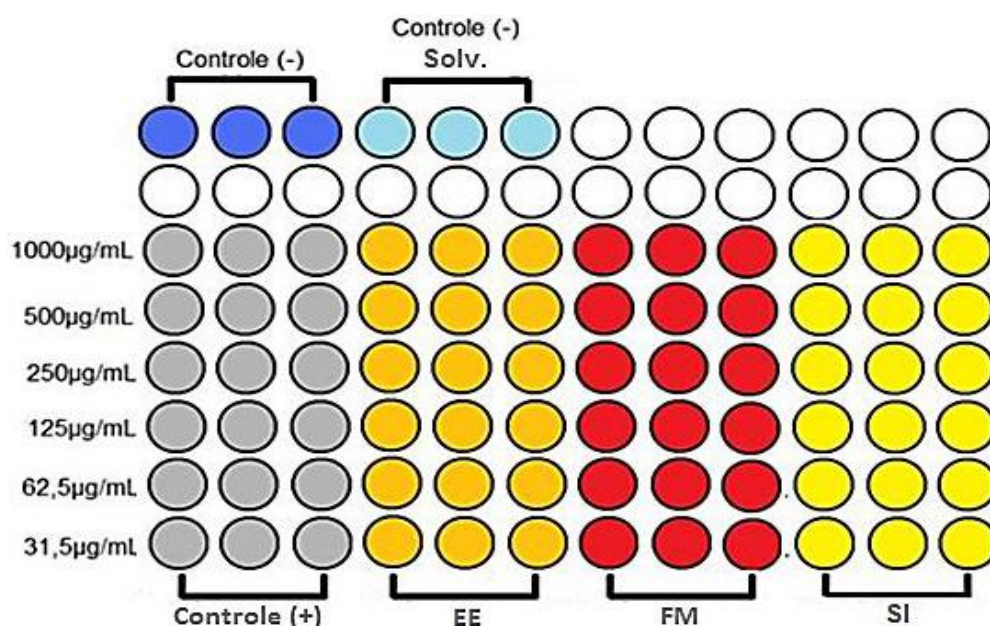 Controle (-)
Controle (-)
Solv.
1000µg/mL
500µg/mL
250µg/mL
125µg/mL
62,5µg/mL
31,5µg/mL
Controle (+)
EE
FM
SI